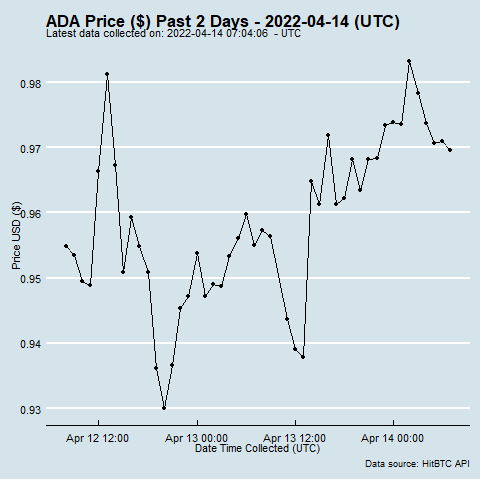 ADA Price ($) Past 2 Days - 2022-04-14 (UTC)
Latest data collected on: 2022-04-14 07:04:06  - UTC
0.98
0.97
0.96
0.95
0.94
0.93
Price USD ($)
Apr 12 12:00
Apr 13 00:00
Apr 13 12:00
Apr 14 00:00
Date Time Collected (UTC)
Data source: HitBTC API